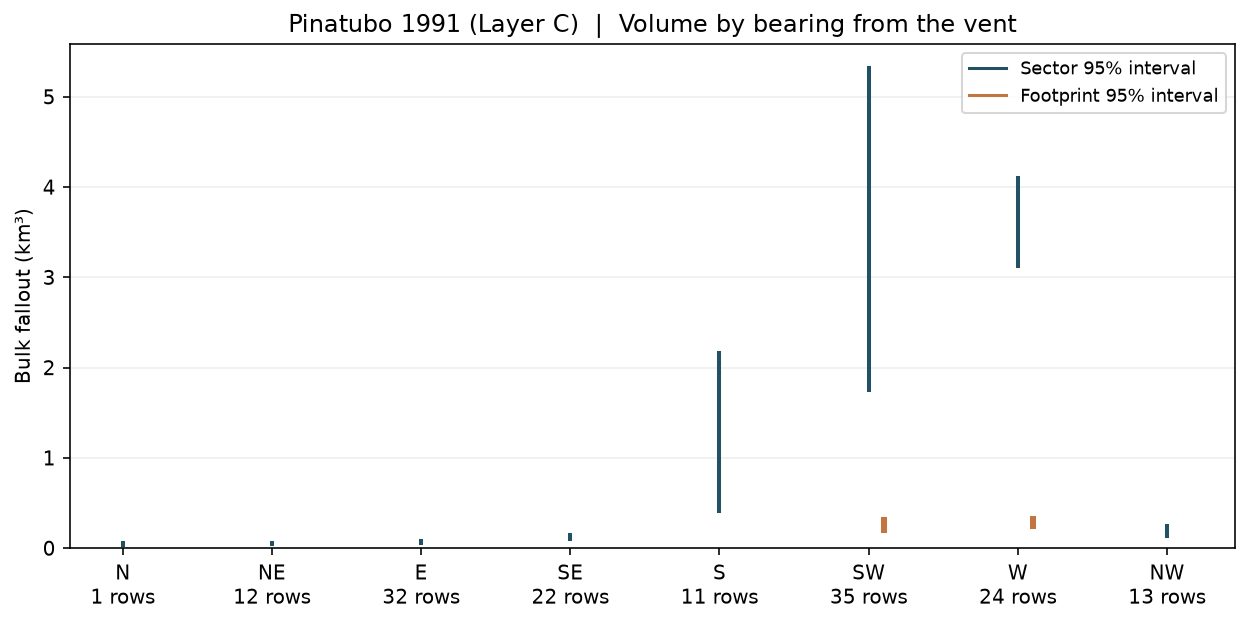 Pinatubo 1991 (Layer C)  |  Volume by bearing from the vent
Sector 95% interval
Footprint 95% interval
Bulk fallout (km³)
5
4
3
2
1
0
N
1 rows
NE
12 rows
E
32 rows
SE
22 rows
S
11 rows
SW
35 rows
W
24 rows
NW
13 rows